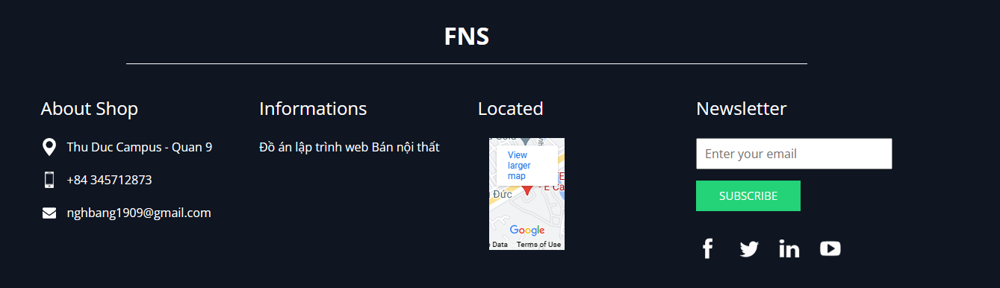 FNS
About Shop
Thu Duc Campus - Quan 9
+84 345712873
nghbang1909@gmail.com
Informations
Đồ án lập trình web Bán nội thất
Located
View
larger
map
- E Ca
Đức
Google
Data Terms of Use
Newsletter
Enter your email
SUBSCRIBE